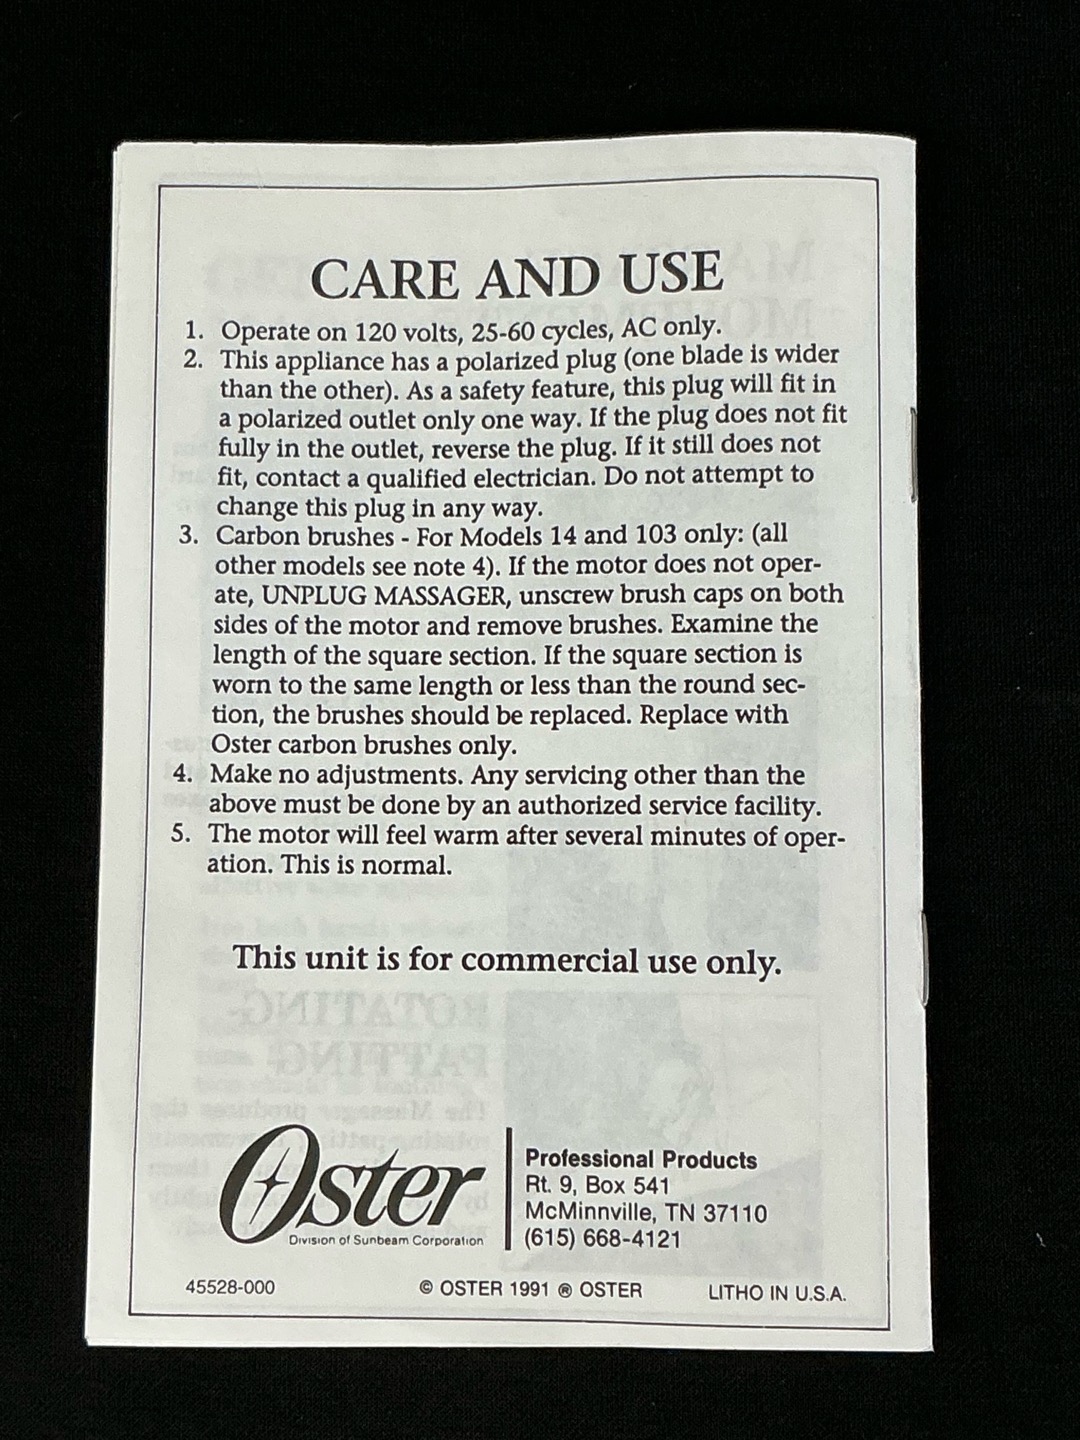 CARE AND USE
1. Operate on 120 volts, 25-60 cycles, AC only.
2. This appliance has a polarized plug (one blade is wider
than the other). As a safety feature, this plug will fit in
a polarized outlet only one way. If the plug does not fit
fully in the outlet, reverse the plug. If it still does not
fit, contact a qualified electrician. Do not attempt to
change this plug in any way.
3. Carbon brushes - For Models 14 and 103 only: (all
other models see note 4). If the motor does not oper-
ate, UNPLUG MASSAGER, unscrew brush caps on both
sides of the motor and remove brushes. Examine the
length of the square section. If the square section is
worn to the same length or less than the round sec-
tion, the brushes should be replaced. Replace with
Oster carbon brushes only.
4. Make no adjustments. Any servicing other than the
above must be done by an authorized service facility.
5. The motor will feel warm after several minutes of oper-
ation. This is normal.
This unit is for commercial use only.
ROTATING-
PATTING
The Massager produces the
Oster
Division of Sunbeam Corporation
Professional Products
Rt. 9, Box 541
McMinnville, TN 37110
(615) 668-4121
45528-000 © OSTER 1991 ® OSTER LITHO IN U.S.A.